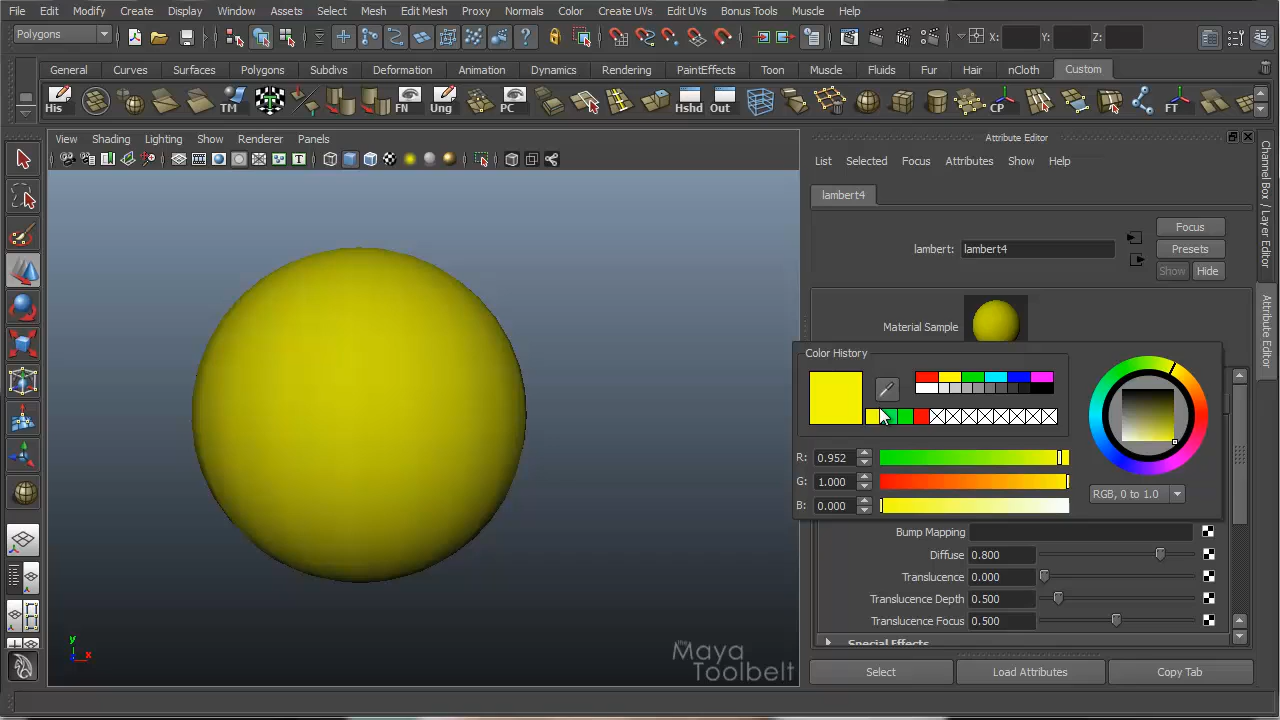 File Edit Modify Create Display Window Assets Select Mesh Edit Mesh Proxy Normals Color Create UVs Edit UVs Bonus Tools Muscle Help
Polygons X: Y: Z:
General Curves Surfaces Polygons Subdivs Deformation Animation Dynamics Rendering PaintEffects Toon Muscle Fluids Fur Hair nCloth Custom
His TM FN Ung PC Hshd Out CP FT
View Shading Lighting Show Renderer Panels
Attribute Editor
List Selected Focus Attributes Show Help
lambert4
Focus
lambert: lambert4
Presets
Show Hide
Material Sample
Color History
R: 0.952
G: 1.000
RGB, 0 to 1.0
B: 0.000
Bump Mapping
Diffuse 0.800
Translucence 0.000
Translucence Depth 0.500
Translucence Focus 0.500
Special Effects
Select Load Attributes Copy Tab
Channel Box / Layer Editor
Attribute Editor
y
x
the
Maya
Toolbelt